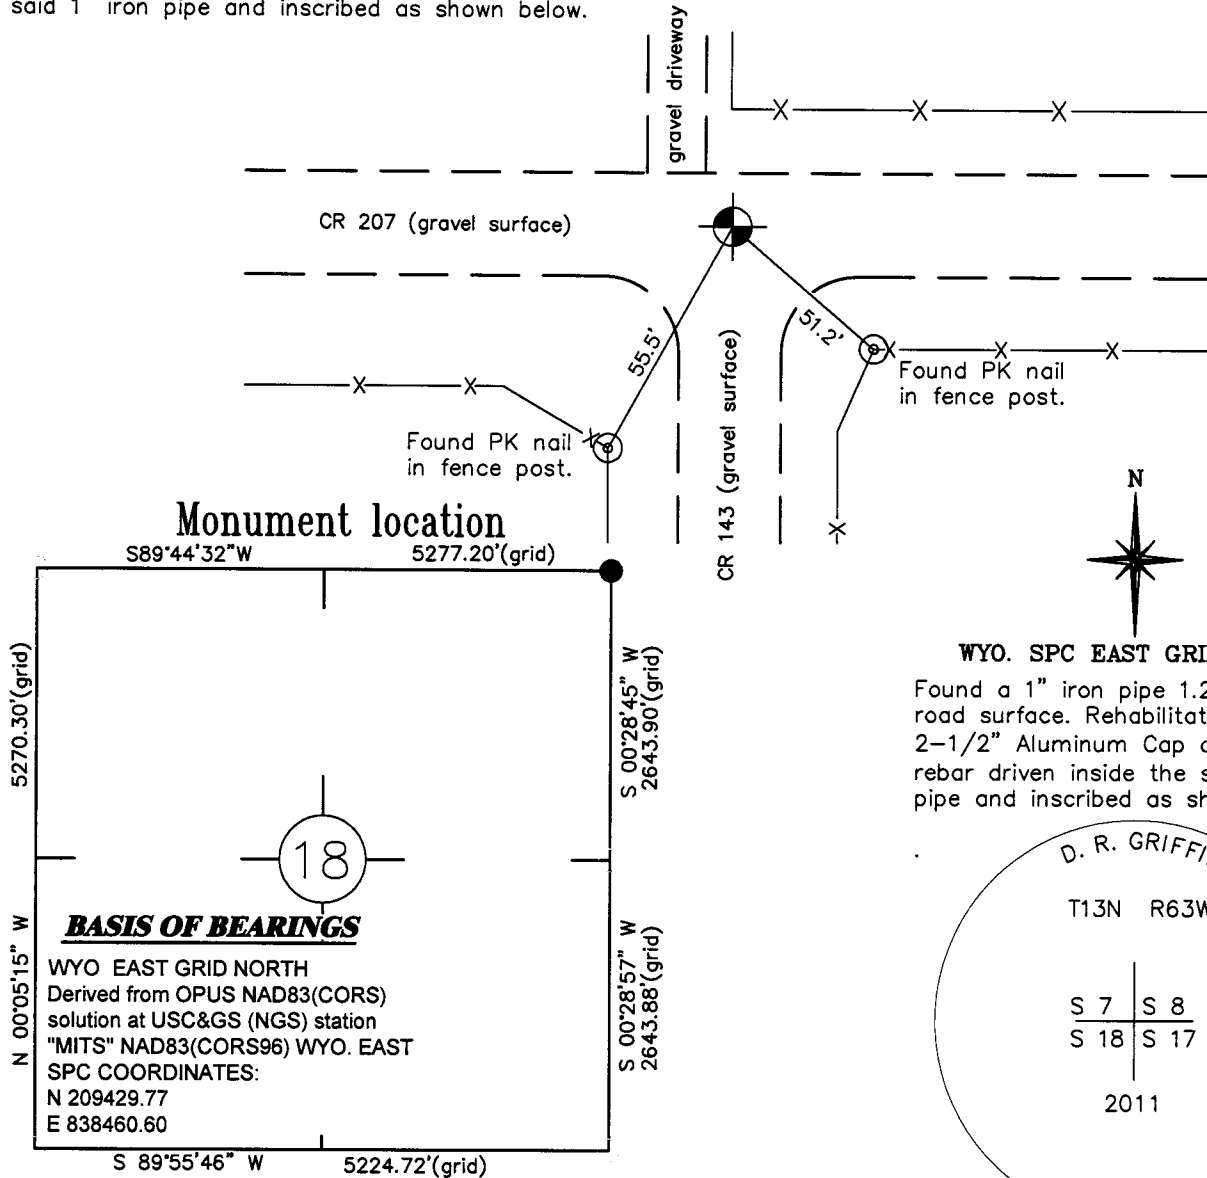 said 1" iron pipe and inscribed as shown below.
gravel driveway
CR 207 (gravel surface)
55.5'
51.2'
Found PK nail
in fence post.
Found PK nail
in fence post.
CR 143 (gravel surface)
Monument location
S89°44'32"W 5277.20'(grid)
5270.30'(grid)
N 00°05'15" W
S 00°28'45" W
2643.90'(grid)
S 00°28'57" W
2643.88'(grid)
18
BASIS OF BEARINGS
WYO EAST GRID NORTH
Derived from OPUS NAD83(CORS)
solution at USC&GS (NGS) station
"MITS" NAD83(CORS96) WYO. EAST
SPC COORDINATES:
N 209429.77
E 838460.60
S 89°55'46" W 5224.72'(grid)
N
WYO. SPC EAST GRI
Found a 1" iron pipe 1.2
road surface. Rehabilitat
2-1/2" Aluminum Cap
rebar driven inside the s
pipe and inscribed as sh
D. R. GRIFFI
T13N R63W
S 7 S 8
S 18 S 17
2011